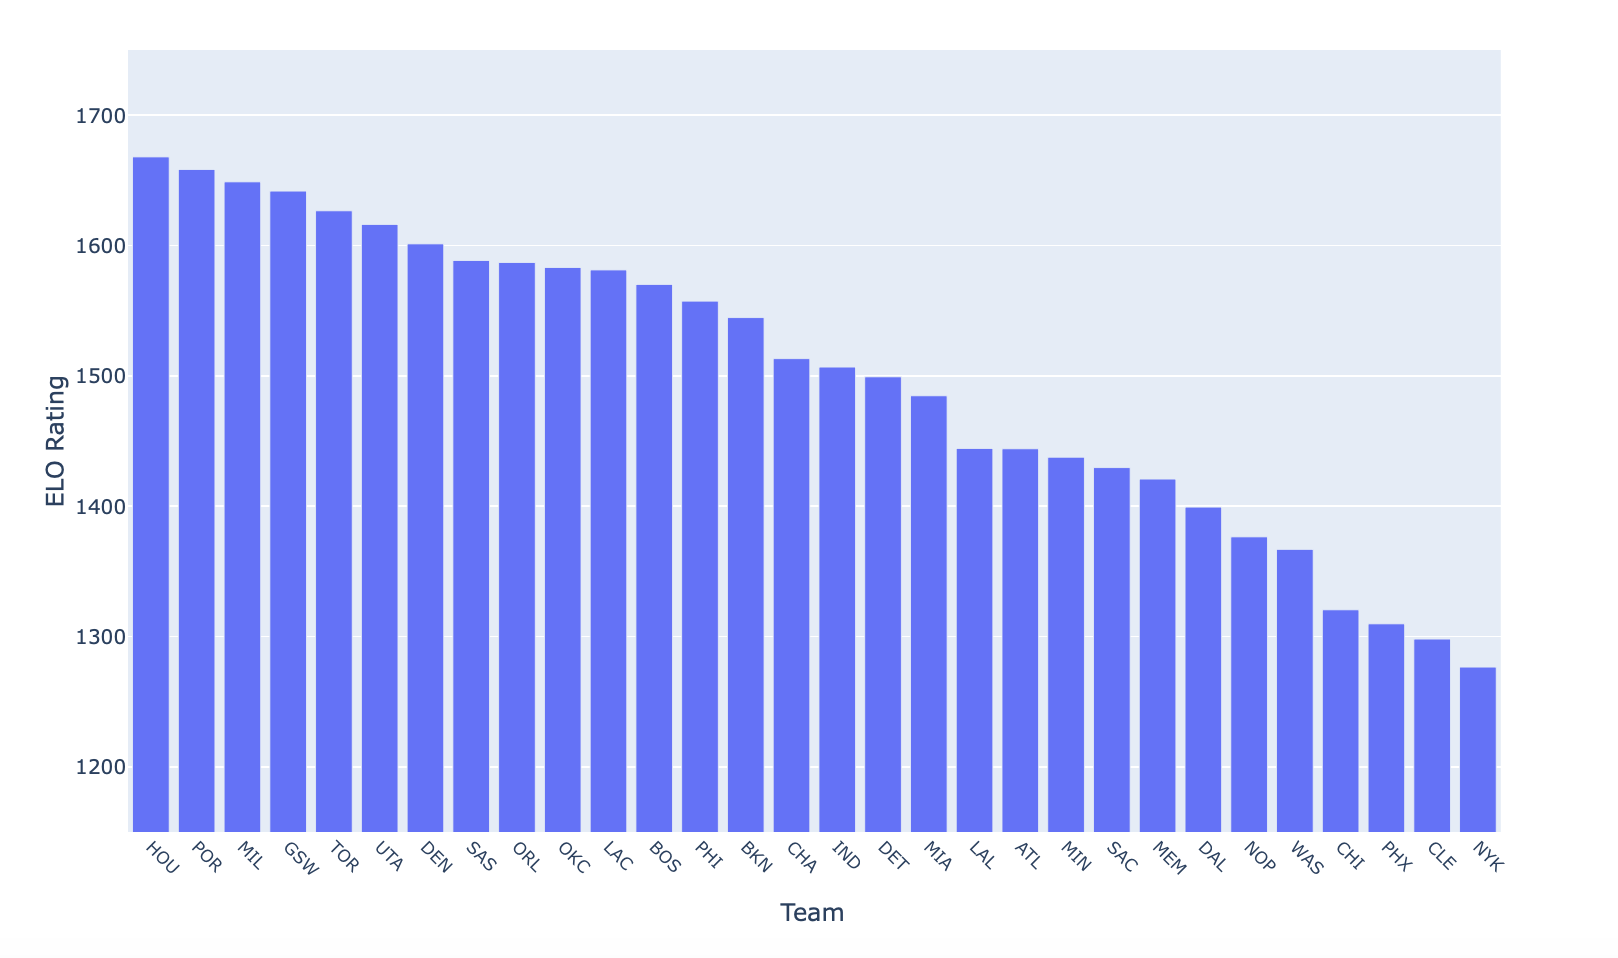 1700
1600
1500
1400
1300
1200
ELO Rating
HOU POR MIL GSW TOR UTA DEN SAS ORL OKC LAC BOS PHI BKN CHA IND DET MIA LAL ATL MIN SAC MEM DAL NOP WAS CHI PHX CLE NYK
Team